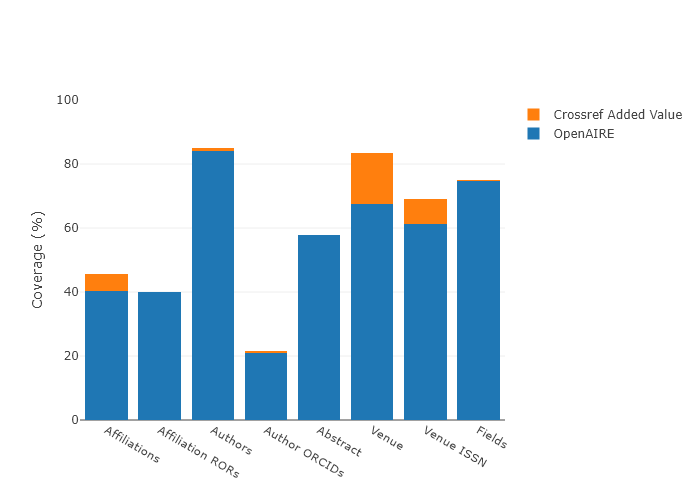 100
80
60
40
20
0
Coverage (%)
Affiliations
Affiliation RORs
Authors
Author ORCIDs
Abstract
Venue
Venue ISSN
Fields
Crossref Added Value
OpenAIRE